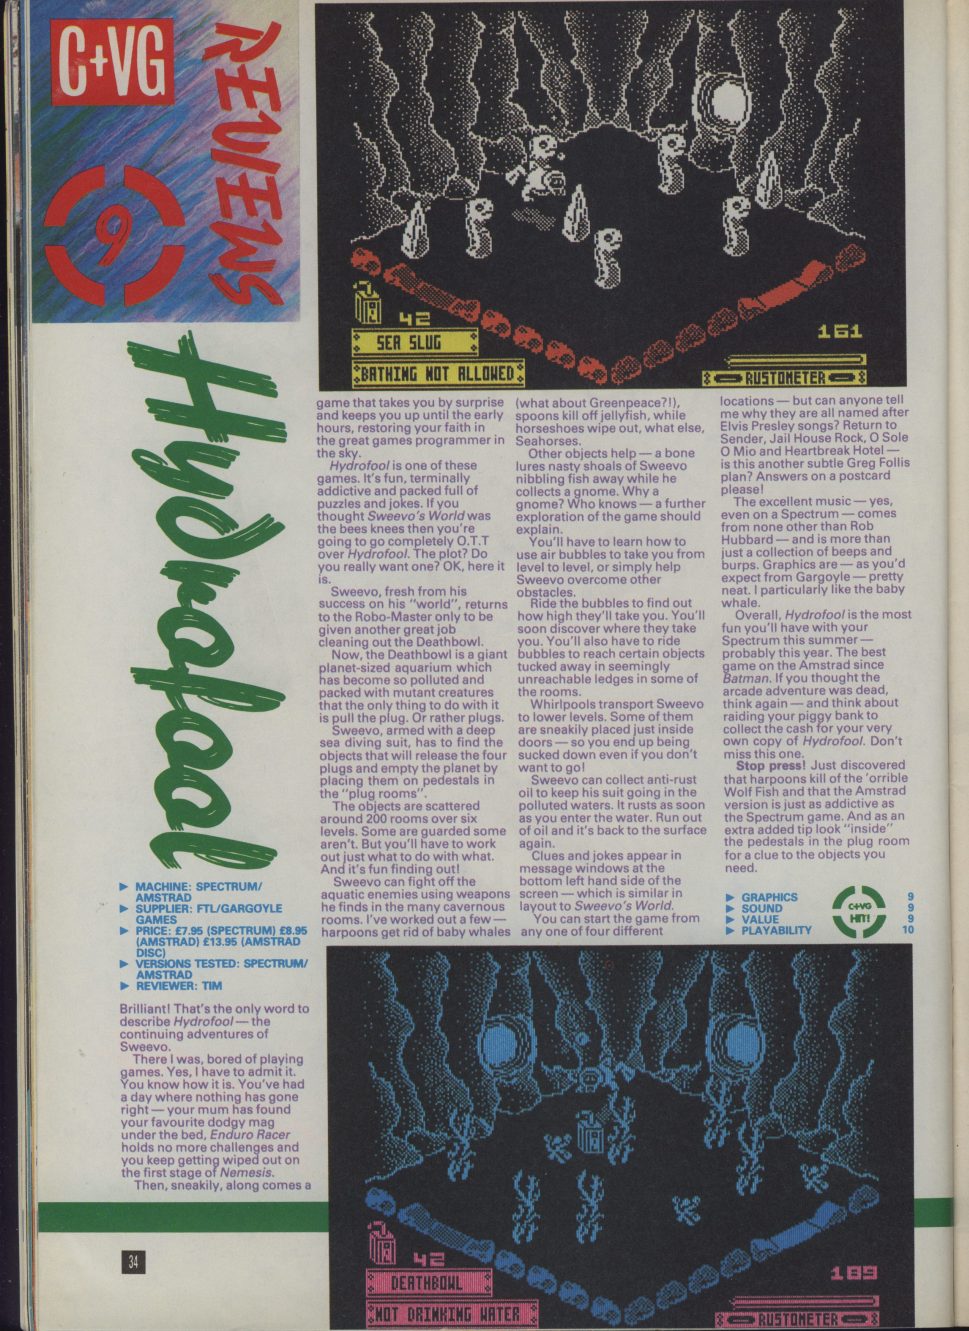 C+VG
REVIEWS
9
Hydrofool
42
SEA SLUG
BATHING NOT ALLOWED
161
RUSTOMETER
► MACHINE: SPECTRUM/
AMSTRAD
► SUPPLIER: FTL/GARGOYLE
GAMES
► PRICE: £7.95 (SPECTRUM) £8.95
(AMSTRAD) £13.95 (AMSTRAD
DISC)
► VERSIONS TESTED: SPECTRUM/
AMSTRAD
► REVIEWER: TIM
Brilliant! That's the only word to
describe Hydrofool — the
continuing adventures of
Sweevo.
There I was, bored of playing
games. Yes, I have to admit it.
You know how it is. You've had
a day where nothing has gone
right — your mum has found
your favourite dodgy mag
under the bed, Enduro Racer
holds no more challenges and
you keep getting wiped out on
the first stage of Nemesis.
Then, sneakily, along comes a
game that takes you by surprise
and keeps you up until the early
hours, restoring your faith in
the great games programmer in
the sky.
Hydrofool is one of these
games. It's fun, terminally
addictive and packed full of
puzzles and jokes. If you
thought Sweevo's World was
the bees knees then you're
going to go completely O.T.T
over Hydrofool. The plot? Do
you really want one? OK, here it
is.
Sweevo, fresh from his
success on his "world", returns
to the Robo-Master only to be
given another great job
cleaning out the Deathbowl.
Now, the Deathbowl is a giant
planet-sized aquarium which
has become so polluted and
packed with mutant creatures
that the only thing to do with it
is pull the plug. Or rather plugs.
Sweevo, armed with a deep
sea diving suit, has to find the
objects that will release the four
plugs and empty the planet by
placing them on pedestals in
the "plug rooms".
The objects are scattered
around 200 rooms over six
levels. Some are guarded some
aren't. But you'll have to work
out just what to do with what.
And it's fun finding out!
Sweevo can fight off the
aquatic enemies using weapons
he finds in the many cavernous
rooms. I've worked out a few —
harpoons get rid of baby whales
(what about Greenpeace?!),
spoons kill off jellyfish, while
horseshoes wipe out, what else,
Seahorses.
Other objects help — a bone
lures nasty shoals of Sweevo
nibbling fish away while he
collects a gnome. Why a
gnome? Who knows — a further
exploration of the game should
explain.
You'll have to learn how to
use air bubbles to take you from
level to level, or simply help
Sweevo overcome other
obstacles.
Ride the bubbles to find out
how high they'll take you. You'll
soon discover where they take
you. You'll also have to ride
bubbles to reach certain objects
tucked away in seemingly
unreachable ledges in some of
the rooms.
Whirlpools transport Sweevo
to lower levels. Some of them
are sneakily placed just inside
doors — so you end up being
sucked down even if you don't
want to go!
Sweevo can collect anti-rust
oil to keep his suit going in the
polluted waters. It rusts as soon
as you enter the water. Run out
of oil and it's back to the surface
again.
Clues and jokes appear in
message windows at the
bottom left hand side of the
screen — which is similar in
layout to Sweevo's World.
You can start the game from
any one of four different
locations — but can anyone tell
me why they are all named after
Elvis Presley songs? Return to
Sender, Jail House Rock, O Sole
O Mio and Heartbreak Hotel —
is this another subtle Greg Follis
plan? Answers on a postcard
please!
The excellent music — yes,
even on a Spectrum — comes
from none other than Rob
Hubbard — and is more than
just a collection of beeps and
burps. Graphics are — as you'd
expect from Gargoyle — pretty
neat. I particularly like the baby
whale.
Overall, Hydrofool is the most
fun you'll have with your
Spectrum this summer —
probably this year. The best
game on the Amstrad since
Batman. If you thought the
arcade adventure was dead,
think again — and think about
raiding your piggy bank to
collect the cash for your very
own copy of Hydrofool. Don't
miss this one.
Stop press! Just discovered
that harpoons kill of the 'orrible
Wolf Fish and that the Amstrad
version is just as addictive as
the Spectrum game. And as an
extra added tip look "inside"
the pedestals in the plug room
for a clue to the objects you
need.
► GRAPHICS 9
► SOUND 9
► VALUE 9
► PLAYABILITY 10
C+VG
HIT!
42
DEATHBOWL
NOT DRINKING WATER
189
RUSTOMETER
34